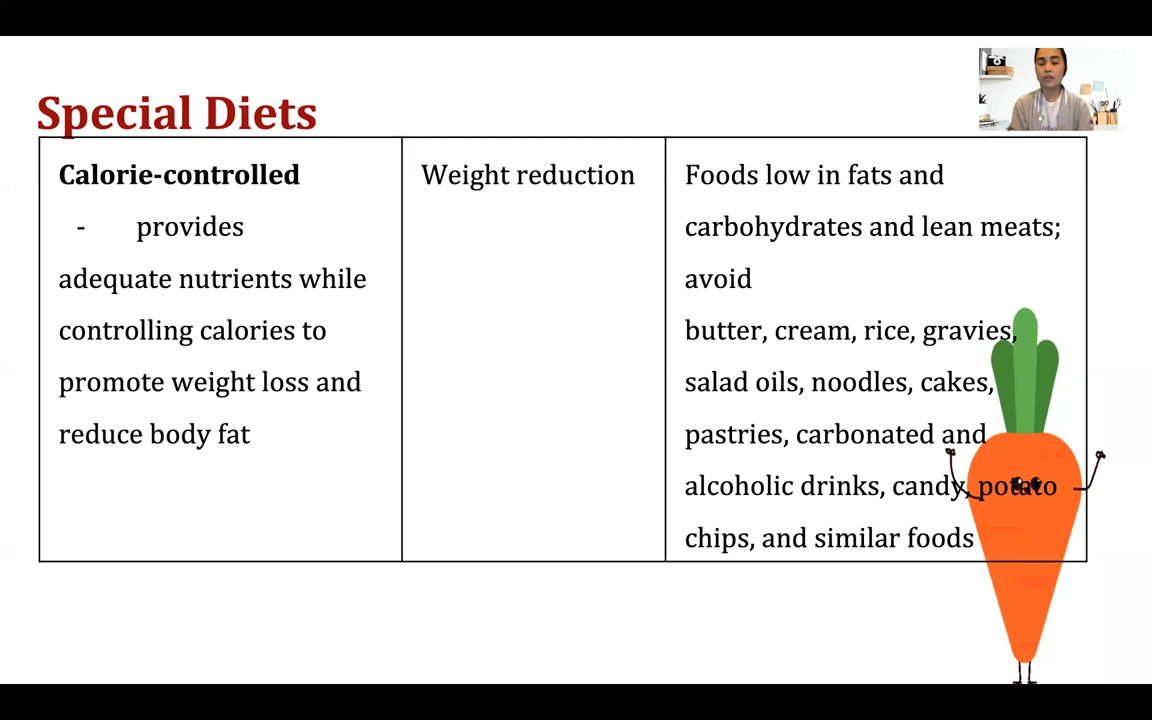 Special Diets
Calorie-controlled
- provides
adequate nutrients while
controlling calories to
promote weight loss and
reduce body fat
Weight reduction
Foods low in fats and
carbohydrates and lean meats;
avoid
butter, cream, rice, gravies,
salad oils, noodles, cakes,
pastries, carbonated and
alcoholic drinks, candy, potato
chips, and similar foods